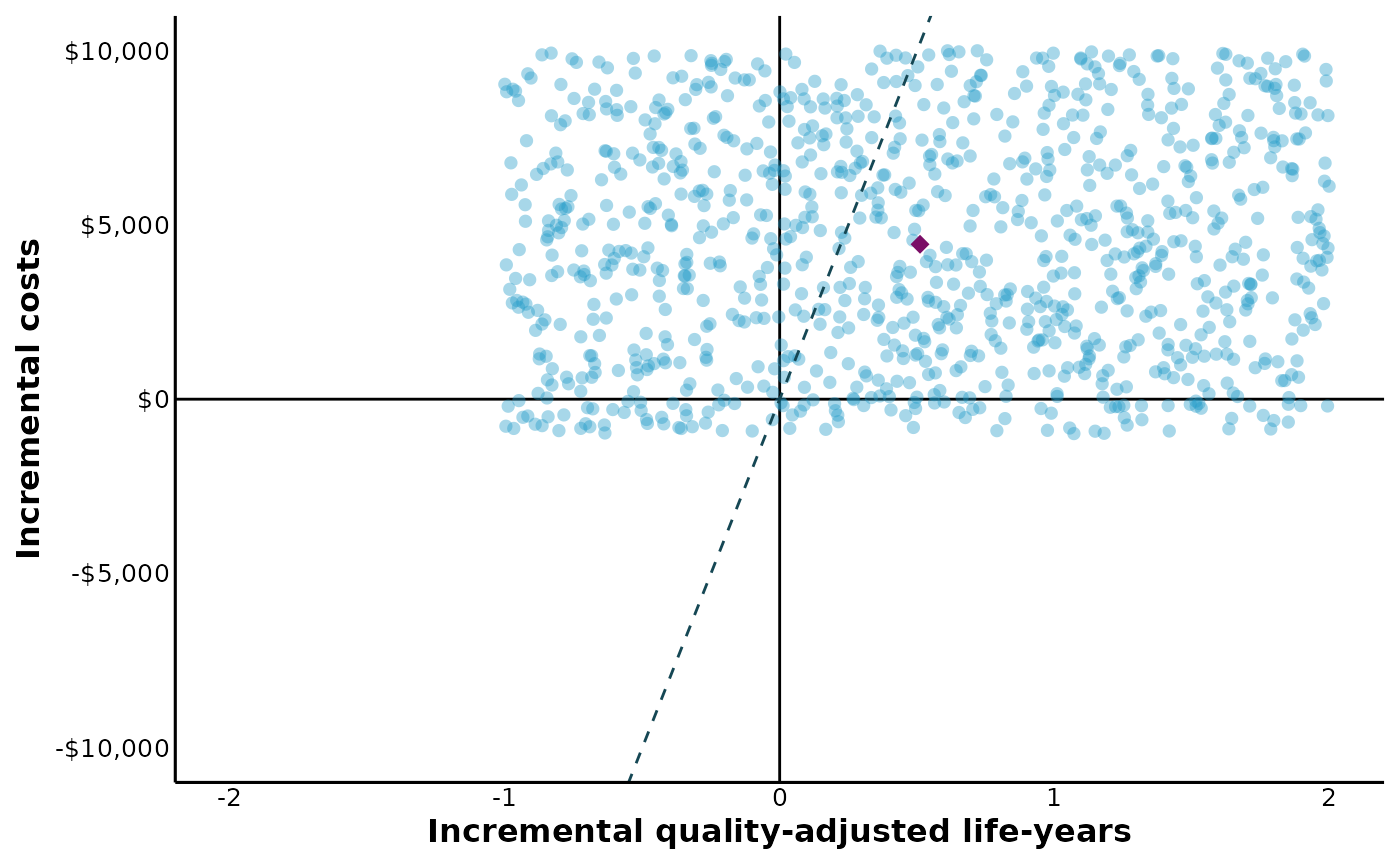 $10,000
$5,000
$0
-$5,000
-$10,000
Incremental costs
-2 -1 0 1 2
Incremental quality-adjusted life-years